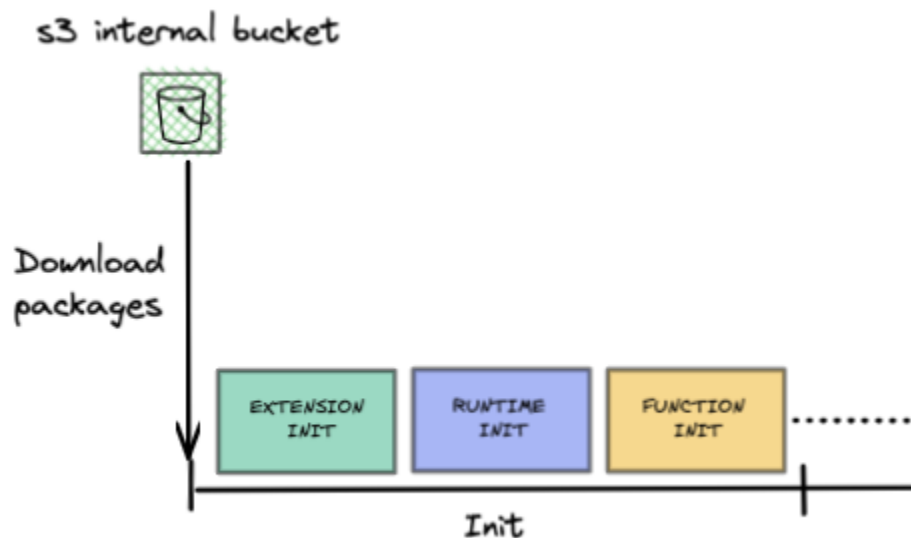 s3 internal bucket
Download
packages
EXTENSION
INIT
RUNTIME
INIT
FUNCTION
INIT
Init